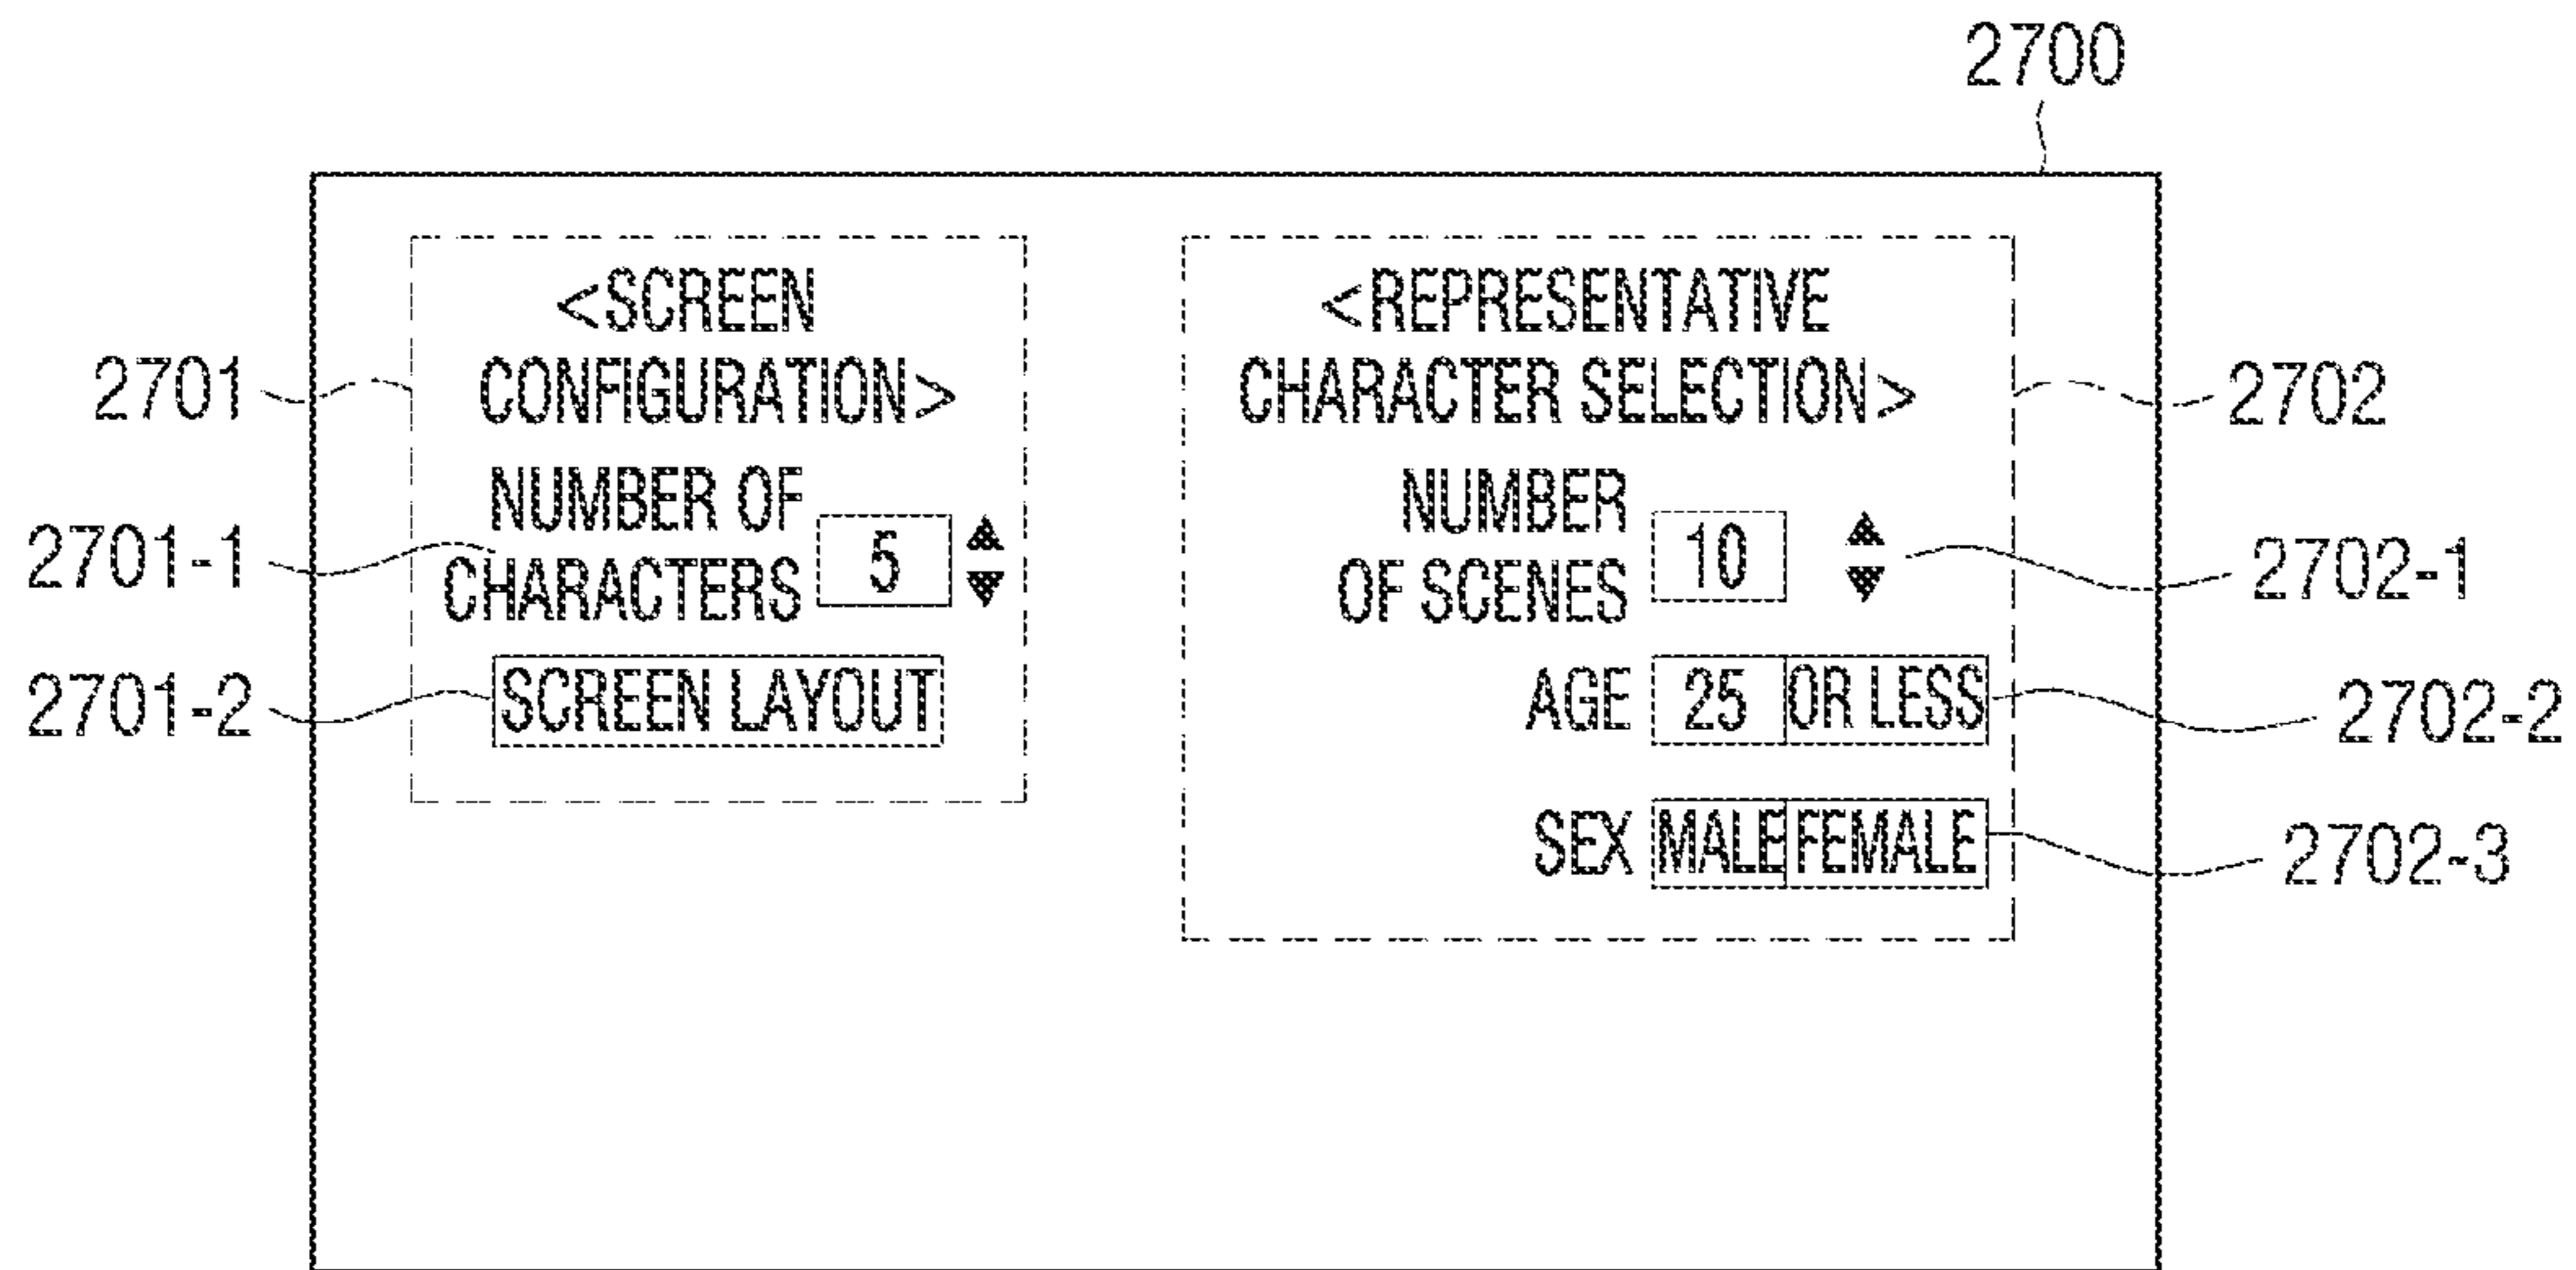 2700
<SCREEN
CONFIGURATION>
2701
NUMBER OF
CHARACTERS
5
2701-1
SCREEN LAYOUT
2701-2
<REPRESENTATIVE
CHARACTER SELECTION>
2702
NUMBER
OF SCENES
10
2702-1
AGE 25 OR LESS
2702-2
SEX MALE FEMALE
2702-3